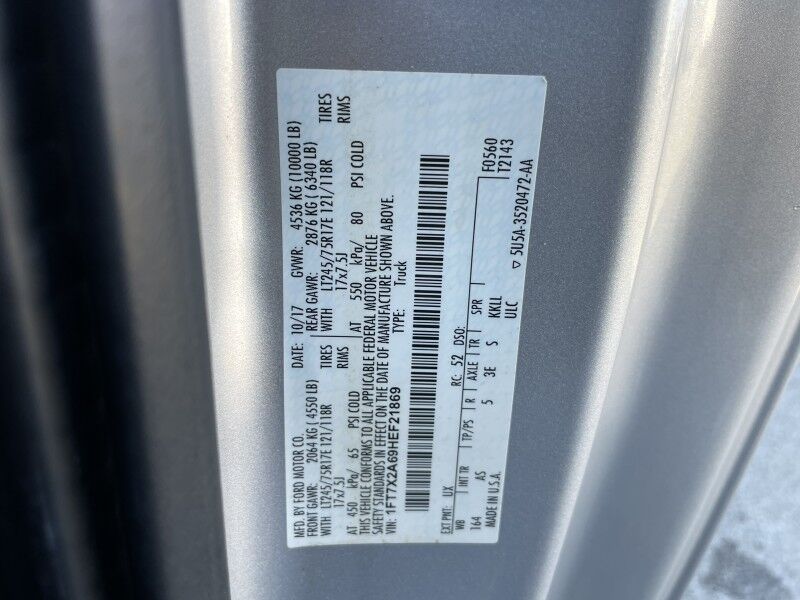 MFD. BY FORD MOTOR CO.
DATE: 10/17 GVWR: 4536 KG (10000 LB)
FRONT GAWR: 2064 KG ( 4550 LB) REAR GAWR: 2876 KG ( 6340 LB)
WITH LT245/75R17E 121/118R TIRES WITH LT245/75R17E 121/118R TIRES
17x7.5J RIMS 17x7.5J RIMS
AT 450 kPa/ 65 PSI COLD AT 550 kPa/ 80 PSI COLD
THIS VEHICLE CONFORMS TO ALL APPLICABLE FEDERAL MOTOR VEHICLE
SAFETY STANDARDS IN EFFECT ON THE DATE OF MANUFACTURE SHOWN ABOVE.
VIN: 1FT7X2A69HEF21869 TYPE: Truck
F0560
T2143
EXT PNT: UX RC: 52 DSO:
WB INT TR TP/PS R AXLE TR SPR
164 AS 5 3E S KKLL
ULC
MADE IN U.S.A. ▽ 5U5A-3520472-AA